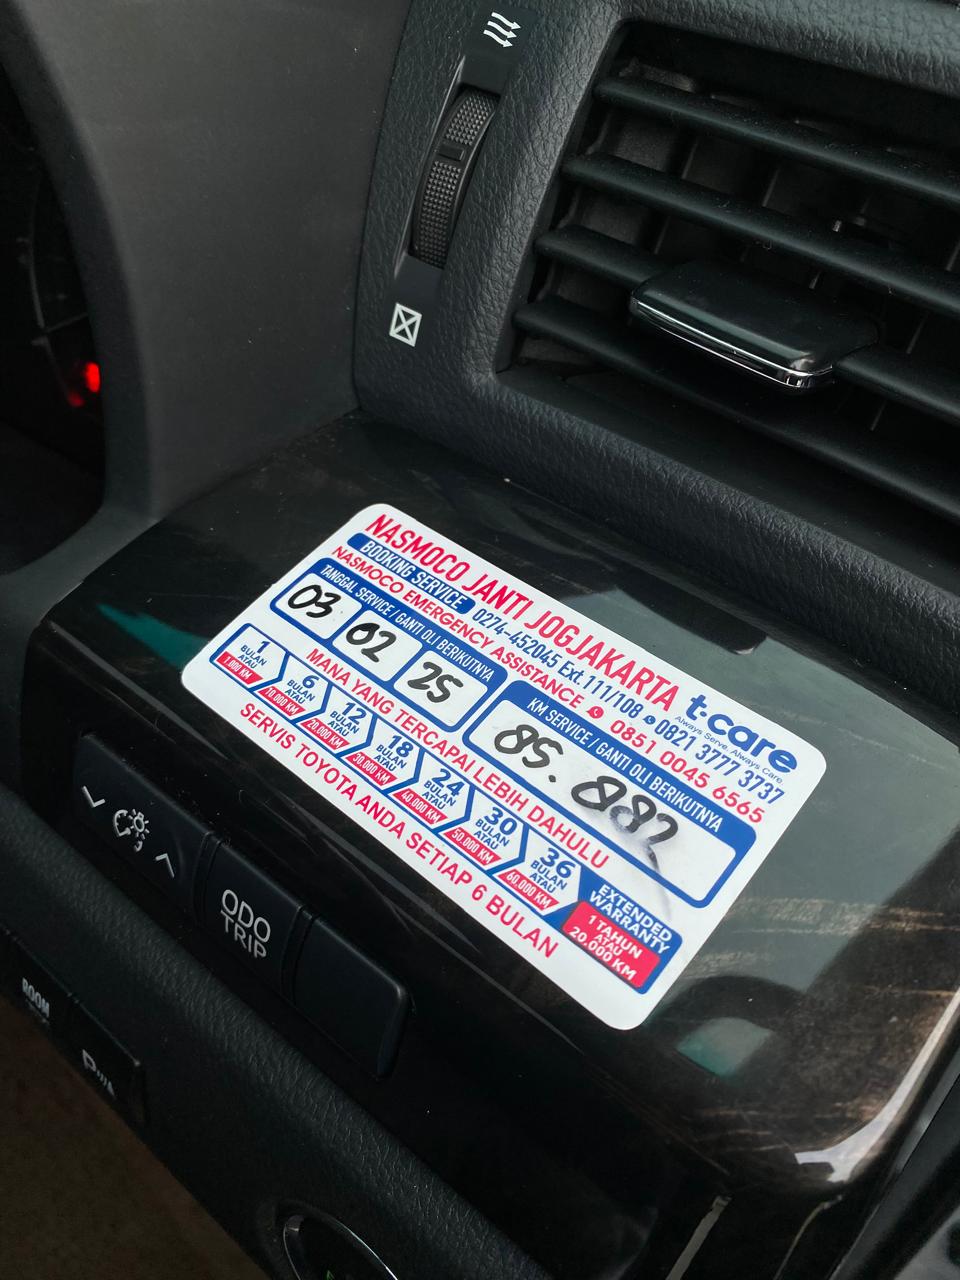 NASMOCO JANTI JOGJAKARTA
t-care
Always Serve, Always Care
BOOKING SERVICE 0274-452045 Ext.111/108 0821 3777 3737
NASMOCO EMERGENCY ASSISTANCE 0851 0045 6565
TANGGAL SERVICE / GANTI OLI BERIKUTNYA
03 02 25
KM SERVICE / GANTI OLI BERIKUTNYA
85.882
MANA YANG TERCAPAI LEBIH DAHULU
1 BULAN ATAU 1.000 KM
6 BULAN ATAU 10.000 KM
12 BULAN ATAU 20.000 KM
18 BULAN ATAU 30.000 KM
24 BULAN ATAU 40.000 KM
30 BULAN ATAU 50.000 KM
36 BULAN ATAU 60.000 KM
EXTENDED WARRANTY
1 TAHUN ATAU 20.000 KM
SERVIS TOYOTA ANDA SETIAP 6 BULAN
ODO
TRIP
ROOM
P